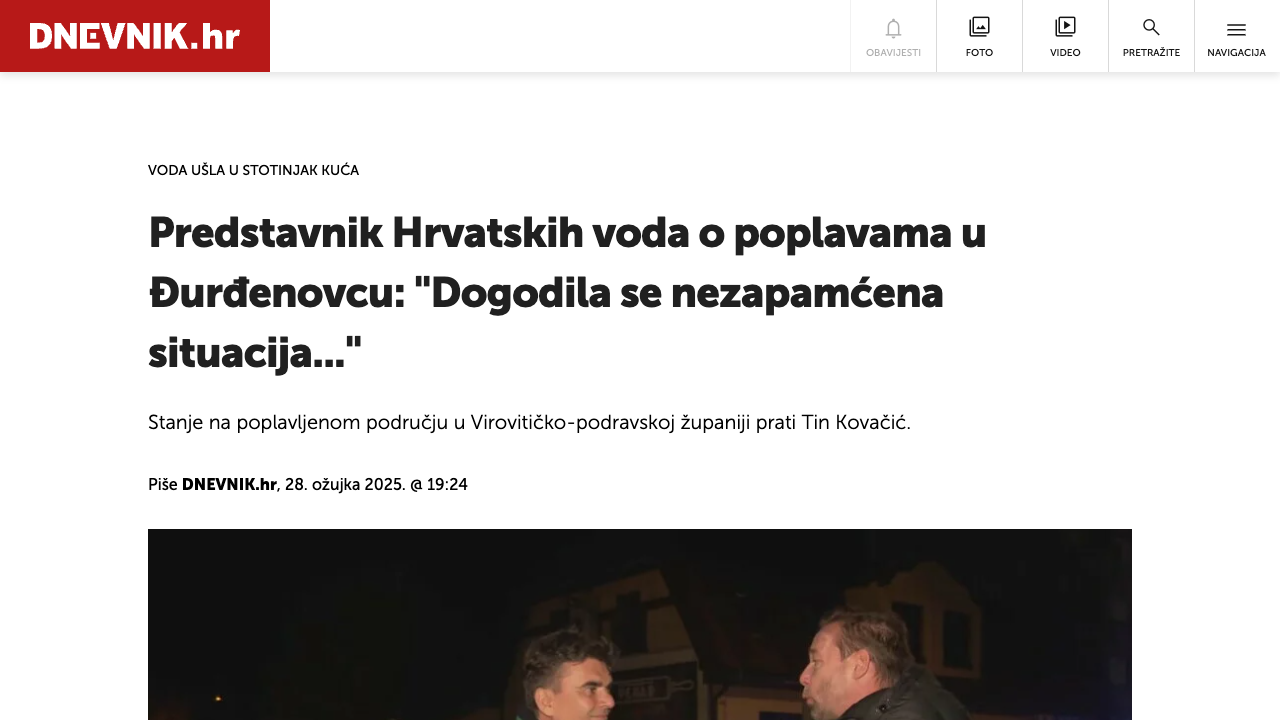 DNEVNIK.hr
OBAVIJESTI
FOTO
VIDEO
PRETRAŽITE
NAVIGACIJA
VODA UŠLA U STOTINJAK KUĆA
Predstavnik Hrvatskih voda o poplavama u
Đurđenovcu: "Dogodila se nezapamćena
situacija..."
Stanje na poplavljenom području u Virovitičko-podravskoj županiji prati Tin Kovačić.
Piše DNEVNIK.hr, 28. ožujka 2025. @ 19:24